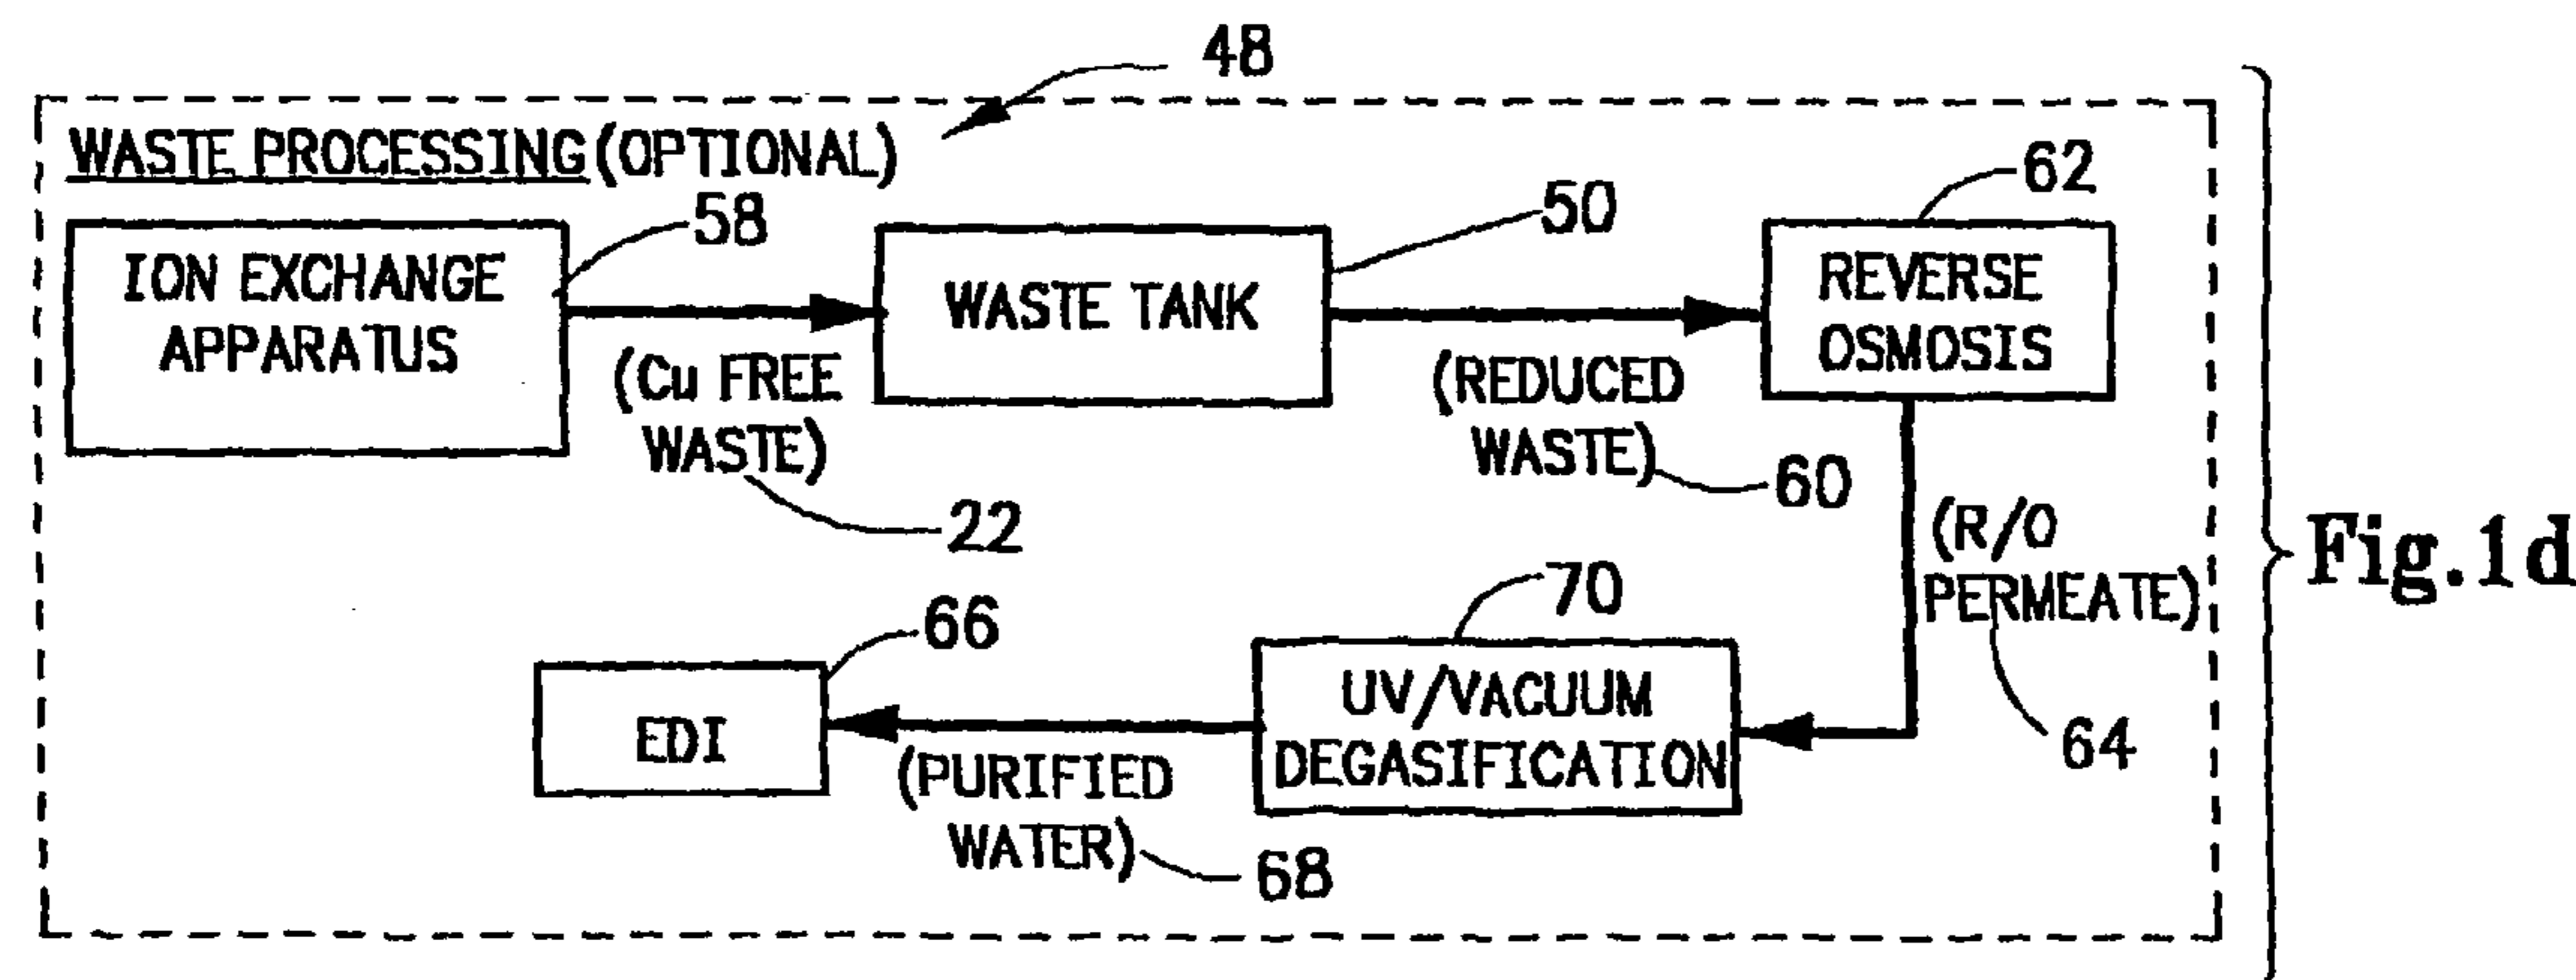 48
WASTE PROCESSING (OPTIONAL)
58
ION EXCHANGE
APPARATUS
(Cu FREE
WASTE)
22
50
WASTE TANK
(REDUCED
WASTE)
60
62
REVERSE
OSMOSIS
(R/O
PERMEATE)
64
70
UV/VACUUM
DEGASIFICATION
(PURIFIED
WATER)
68
66
EDI
Fig.1d